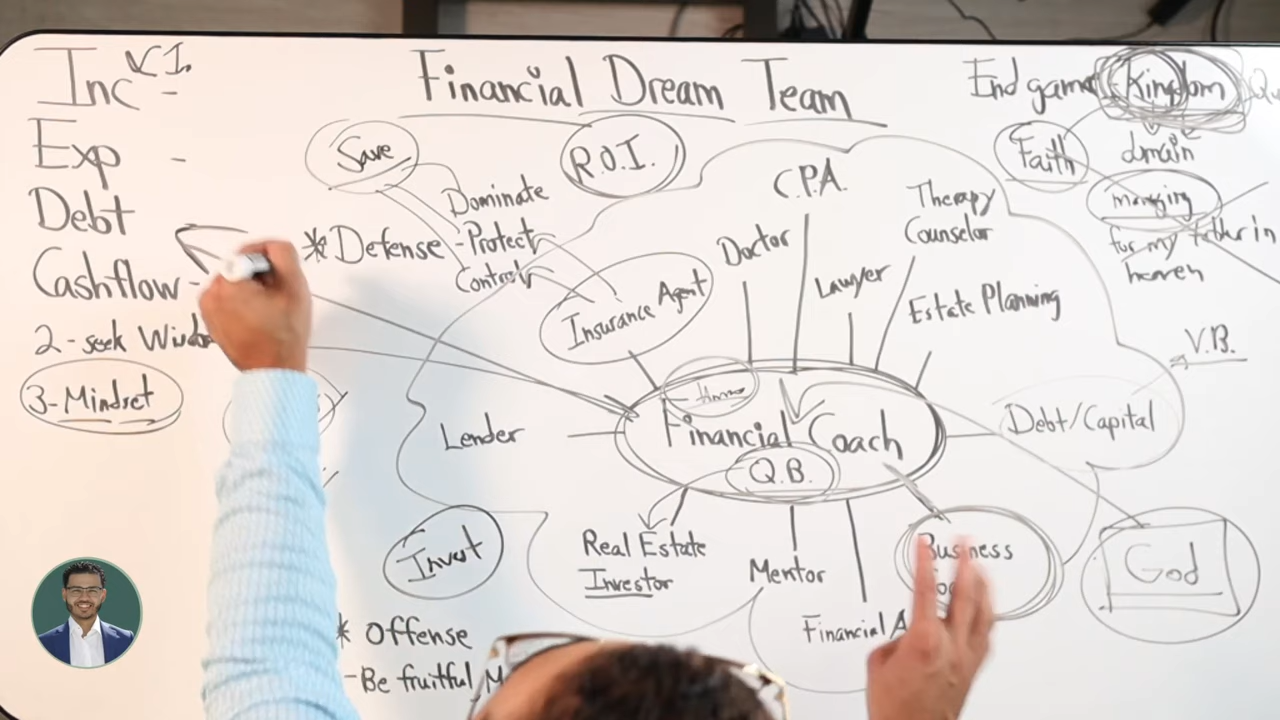 Inc - V I.
Exp -
Debt
Cashflow -
2 - seek
3 - Mindset
Financial Dream Team
Save
R.O.I.
Dominate
* Defense - Protect
Control
Insurance Agent
Doctor
C.P.A.
Lawyer
Therapy
Counselor
Estate Planning
Lender
Financial Coach
Q.B.
Debt/Capital
V.B.
Invest
Real Estate
Investor
Mentor
Financial A
Business
God
* Offense
- Be fruitful M
End game Kingdom
Faith
domain
managing
for my father in
heaven